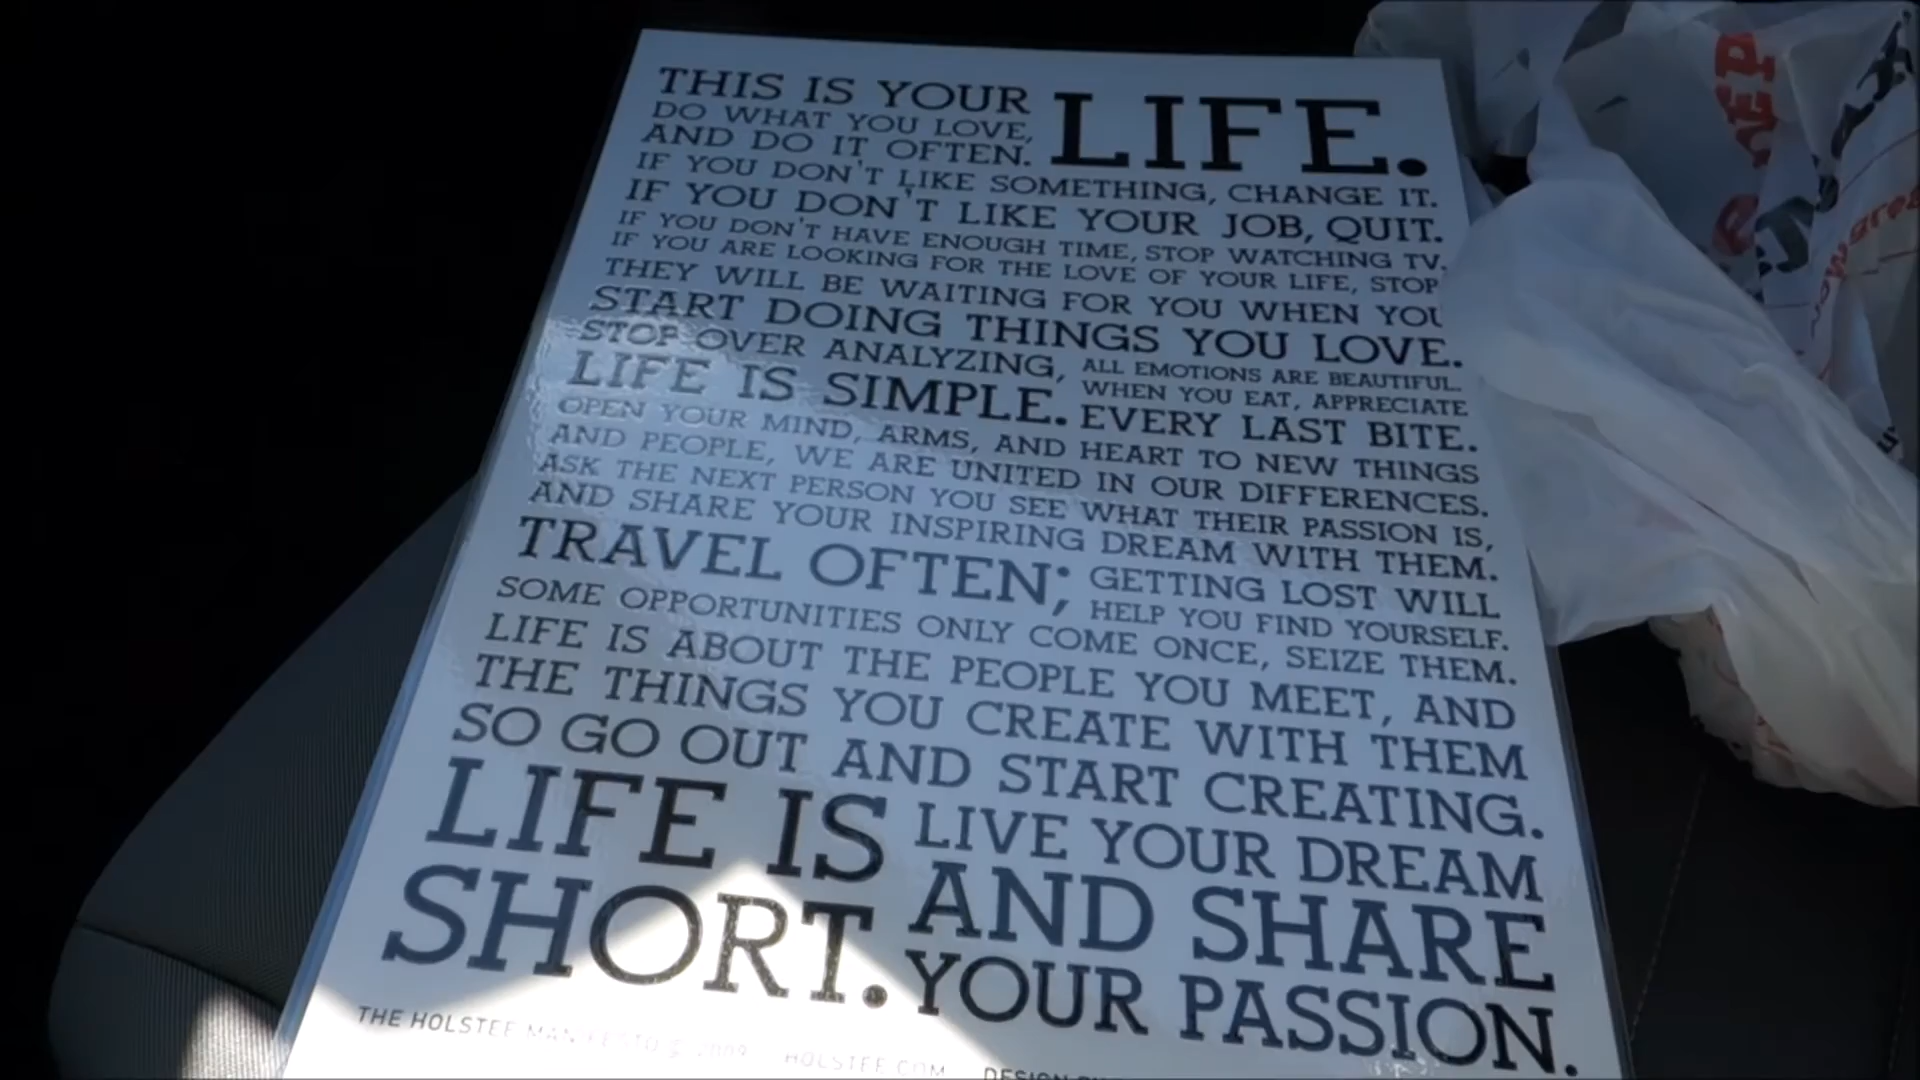 THIS IS YOUR LIFE.
DO WHAT YOU LOVE,
AND DO IT OFTEN.
IF YOU DON'T LIKE SOMETHING, CHANGE IT.
IF YOU DON'T LIKE YOUR JOB, QUIT.
IF YOU DON'T HAVE ENOUGH TIME, STOP WATCHING TV.
IF YOU ARE LOOKING FOR THE LOVE OF YOUR LIFE, STOP
THEY WILL BE WAITING FOR YOU WHEN YOU
START DOING THINGS YOU LOVE.
STOP OVER ANALYZING,
LIFE IS SIMPLE.
ALL EMOTIONS ARE BEAUTIFUL.
WHEN YOU EAT, APPRECIATE
EVERY LAST BITE.
OPEN YOUR MIND, ARMS, AND HEART TO NEW THINGS
AND PEOPLE, WE ARE UNITED IN OUR DIFFERENCES.
ASK THE NEXT PERSON YOU SEE WHAT THEIR PASSION IS,
AND SHARE YOUR INSPIRING DREAM WITH THEM.
TRAVEL OFTEN;
GETTING LOST WILL
HELP YOU FIND YOURSELF.
SOME OPPORTUNITIES ONLY COME ONCE, SEIZE THEM.
LIFE IS ABOUT THE PEOPLE YOU MEET, AND
THE THINGS YOU CREATE WITH THEM
SO GO OUT AND START CREATING.
LIFE IS
SHORT.
LIVE YOUR DREAM
AND SHARE
YOUR PASSION.
THE HOLSTEE MANIFESTO © 2009 HOLSTEE.COM DESIGN